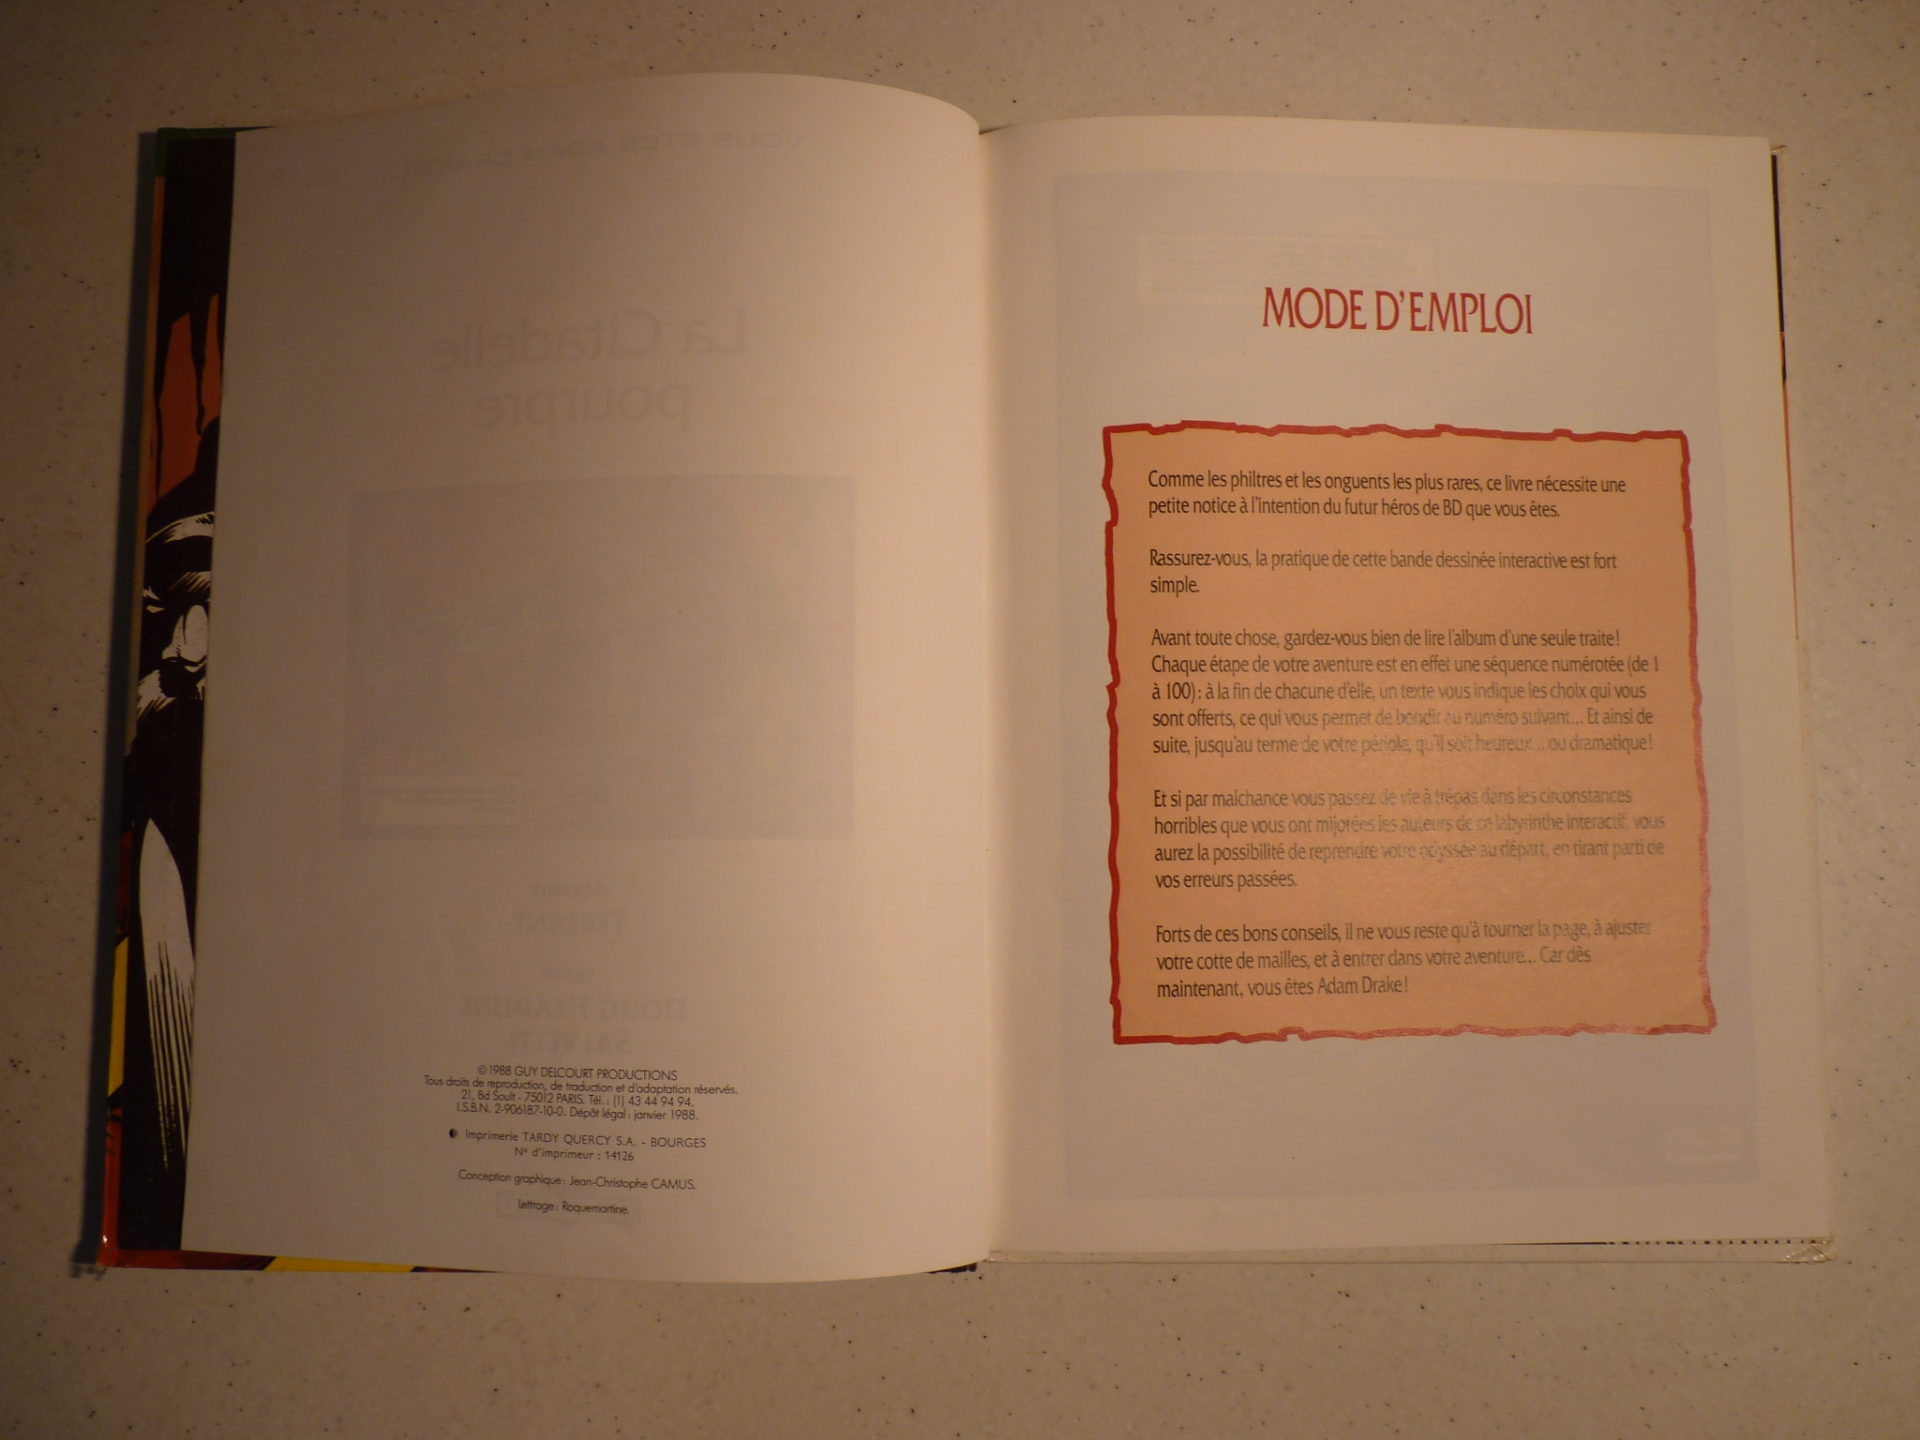 © 1988 GUY DELCOURT PRODUCTIONS
Tous droits de reproduction, de traduction et d'adaptation réservés.
21, Bd Soult - 75012 PARIS. Tél. : (1) 43 44 94 94.
I.S.B.N. 2-906187-10-0. Dépôt légal : janvier 1988.
Imprimerie TARDY QUERCY S.A. - BOURGES
N° d'imprimeur : 14126
Conception graphique : Jean-Christophe CAMUS.
Lettrage : Roquemartine.
MODE D'EMPLOI
Comme les philtres et les onguents les plus rares, ce livre nécessite une
petite notice à l'intention du futur héros de BD que vous êtes.
Rassurez-vous, la pratique de cette bande dessinée interactive est fort
simple.
Avant toute chose, gardez-vous bien de lire l'album d'une seule traite !
Chaque étape de votre aventure est en effet une séquence numérotée (de 1
à 100) : à la fin de chacune d'elle, un texte vous indique les choix qui vous
sont offerts, ce qui vous permet de bondir au numéro suivant... Et ainsi de
suite, jusqu'au terme de votre périple, qu'il soit heureux... ou dramatique !
Et si par malchance vous passez de vie à trépas dans les circonstances
horribles que vous ont mijotées les auteurs de ce labyrinthe interactif, vous
aurez la possibilité de reprendre votre odyssée au départ, en tirant parti de
vos erreurs passées.
Forts de ces bons conseils, il ne vous reste qu'à tourner la page, à ajuster
votre cotte de mailles, et à entrer dans votre aventure... Car dès
maintenant, vous êtes Adam Drake !